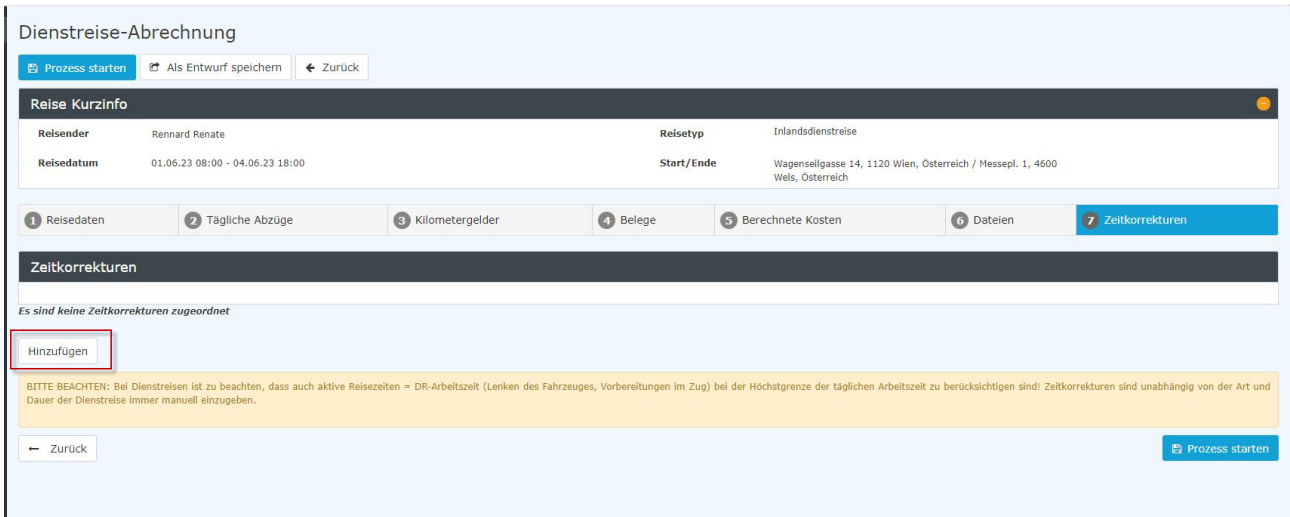 Dienstreise-Abrechnung
Prozess starten Als Entwurf speichern Zurück
Reise Kurzinfo
Reisender Rennard Renate Reisetyp Inlandsdienstreise
Reisedatum 01.06.23 08:00 - 04.06.23 18:00 Start/Ende Wagenseilgasse 14, 1120 Wien, Österreich / Messepl. 1, 4600
Wels, Österreich
1 Reisedaten 2 Tägliche Abzüge 3 Kilometergelder 4 Belege 5 Berechnete Kosten 6 Dateien 7 Zeitkorrekturen
Zeitkorrekturen
Es sind keine Zeitkorrekturen zugeordnet
Hinzufügen
BITTE BEACHTEN: Bei Dienstreisen ist zu beachten, dass auch aktive Reisezeiten = DR-Arbeitszeit (Lenken des Fahrzeuges, Vorbereitungen im Zug) bei der Höchstgrenze der täglichen Arbeitszeit zu berücksichtigen sind! Zeitkorrekturen sind unabhängig von der Art und
Dauer der Dienstreise immer manuell einzugeben.
Zurück Prozess starten